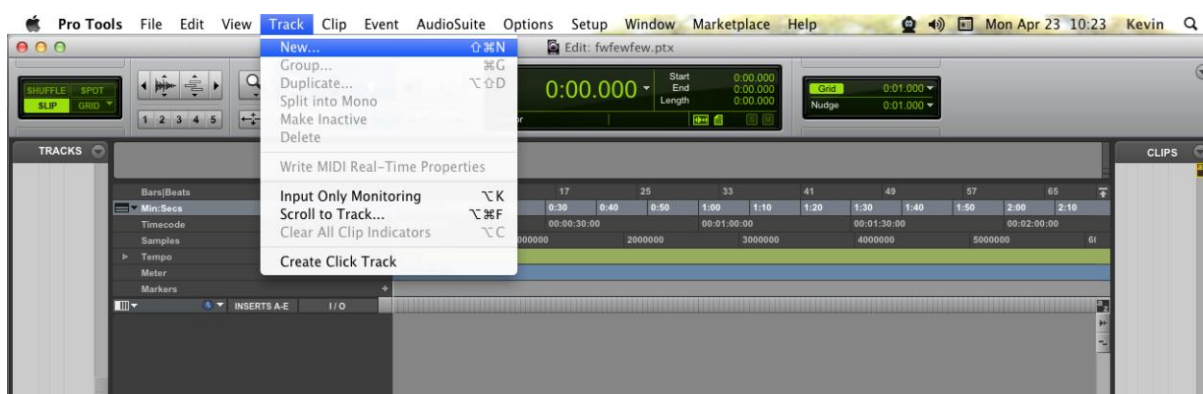 Pro Tools File Edit View Track Clip Event AudioSuite Options Setup Window Marketplace Help Mon Apr 23 10:23 Kevin
Edit: fwfewfew.ptx
New... ⇧⌘N
Group... ⌘G
Duplicate... ⌥⇧D
Split into Mono
Make Inactive
Delete
Write MIDI Real-Time Properties
Input Only Monitoring ⌥K
Scroll to Track... ⌥⌘F
Clear All Clip Indicators ⌥C
Create Click Track
SHUFFLE SPOT
SLIP GRID
1 2 3 4 5
0:00.000
Start 0:00.000
End 0:00.000
Length 0:00.000
Grid 0:01.000
Nudge 0:01.000
TRACKS
CLIPS
Bars|Beats 17 25 33 41 49 57 65
Min:Secs 0:30 0:40 0:50 1:00 1:10 1:20 1:30 1:40 1:50 2:00 2:10
Timecode 00:00:30:00 00:01:00:00 00:01:30:00 00:02:00:00
Samples 2000000 3000000 4000000 5000000
Tempo
Meter
Markers
INSERTS A-E I / O